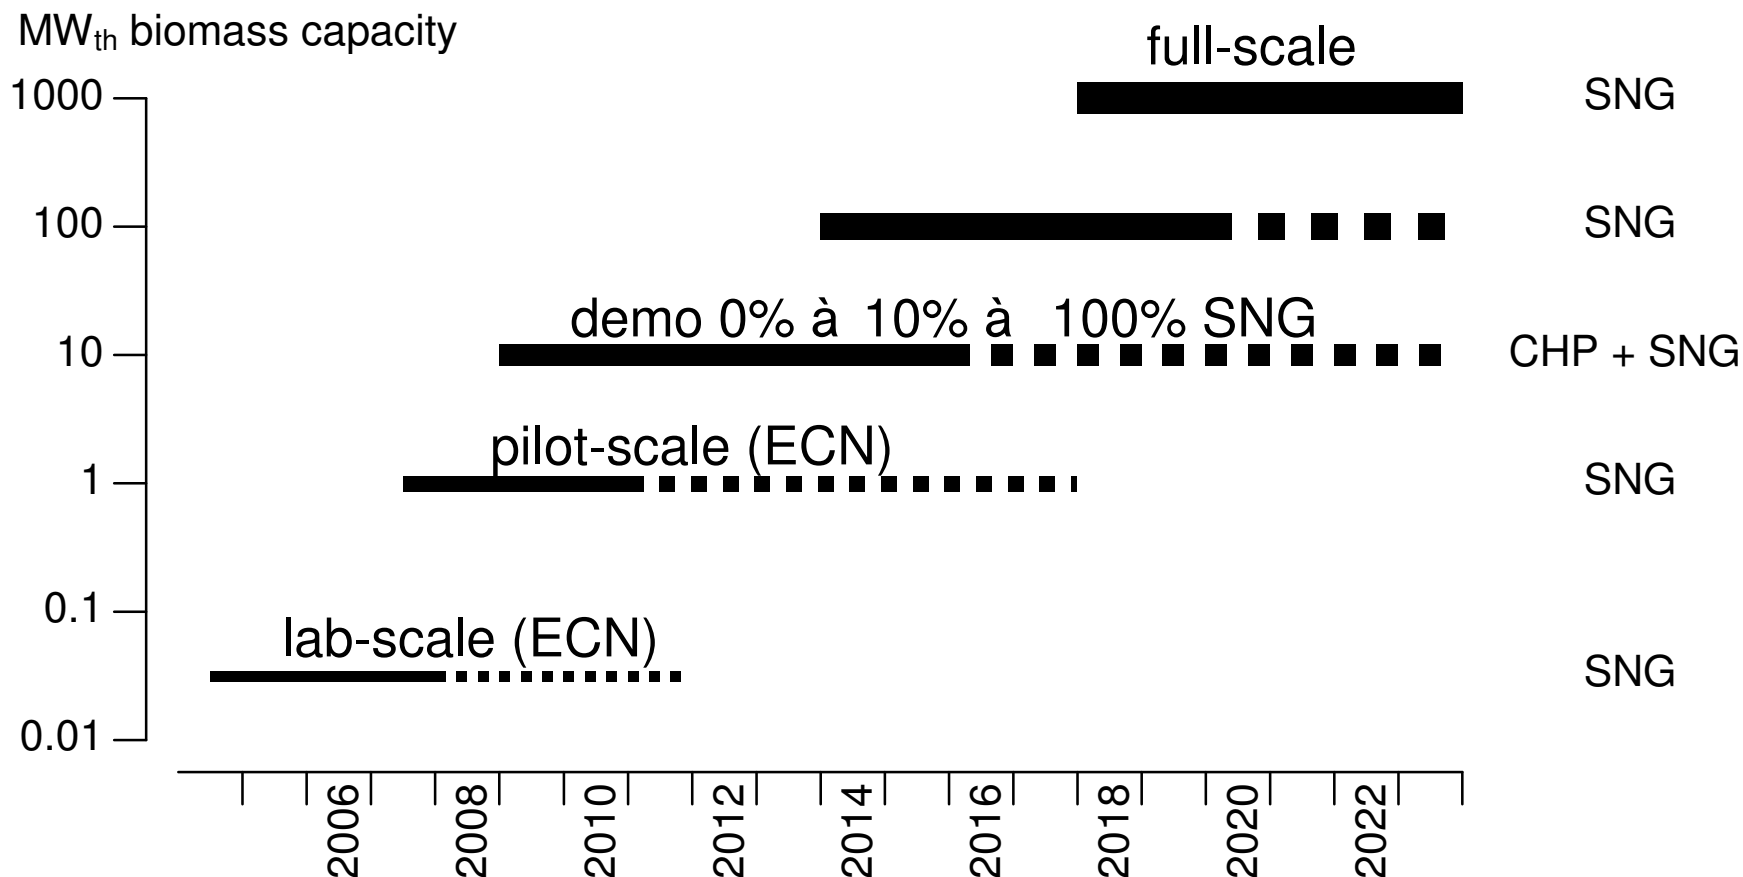 MWth biomass capacity
full-scale
1000 SNG
100 SNG
demo 0% à 10% à 100% SNG
10 CHP + SNG
pilot-scale (ECN)
1 SNG
0.1
lab-scale (ECN)
SNG
0.01
2006 2008 2010 2012 2014 2016 2018 2020 2022